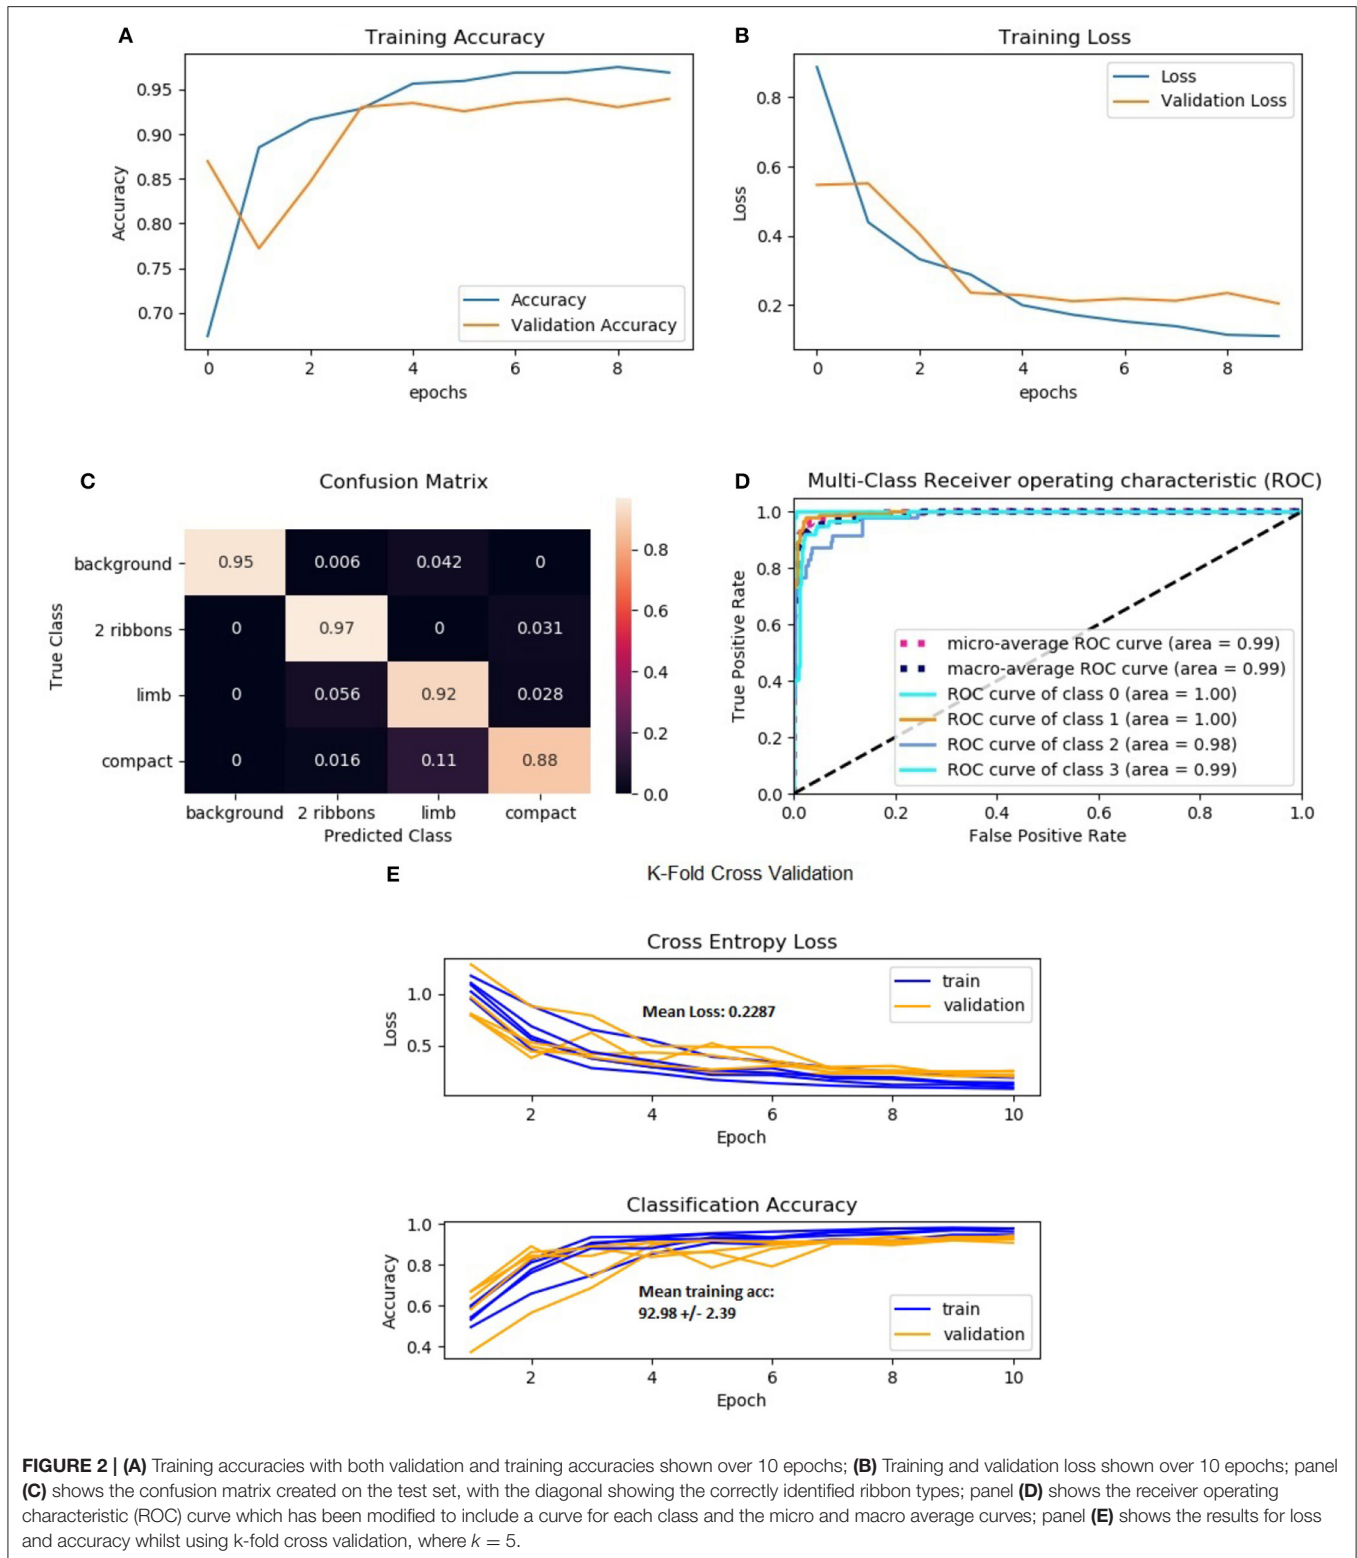 A
Training Accuracy
0.95
0.90
0.85
0.80
0.75
0.70
Accuracy
Accuracy
Validation Accuracy
0 2 4 6 8
epochs
B
Training Loss
0.8
0.6
0.4
0.2
Loss
Loss
Validation Loss
0 2 4 6 8
epochs
C
Confusion Matrix
True Class
background 0.95 0.006 0.042 0
2 ribbons 0 0.97 0 0.031
limb 0 0.056 0.92 0.028
compact 0 0.016 0.11 0.88
background 2 ribbons limb compact
Predicted Class
0.8
0.6
0.4
0.2
0.0
D
Multi-Class Receiver operating characteristic (ROC)
1.0
0.8
0.6
0.4
0.2
0.0
True Positive Rate
micro-average ROC curve (area = 0.99)
macro-average ROC curve (area = 0.99)
ROC curve of class 0 (area = 1.00)
ROC curve of class 1 (area = 1.00)
ROC curve of class 2 (area = 0.98)
ROC curve of class 3 (area = 0.99)
0.0 0.2 0.4 0.6 0.8 1.0
False Positive Rate
E
K-Fold Cross Validation
Cross Entropy Loss
1.0
0.5
Loss
Mean Loss: 0.2287
train
validation
2 4 6 8 10
Epoch
Classification Accuracy
1.0
0.8
0.6
0.4
Accuracy
Mean training acc:
92.98 +/- 2.39
train
validation
2 4 6 8 10
Epoch
FIGURE 2 | (A) Training accuracies with both validation and training accuracies shown over 10 epochs; (B) Training and validation loss shown over 10 epochs; panel
(C) shows the confusion matrix created on the test set, with the diagonal showing the correctly identified ribbon types; panel (D) shows the receiver operating
characteristic (ROC) curve which has been modified to include a curve for each class and the micro and macro average curves; panel (E) shows the results for loss
and accuracy whilst using k-fold cross validation, where k = 5.